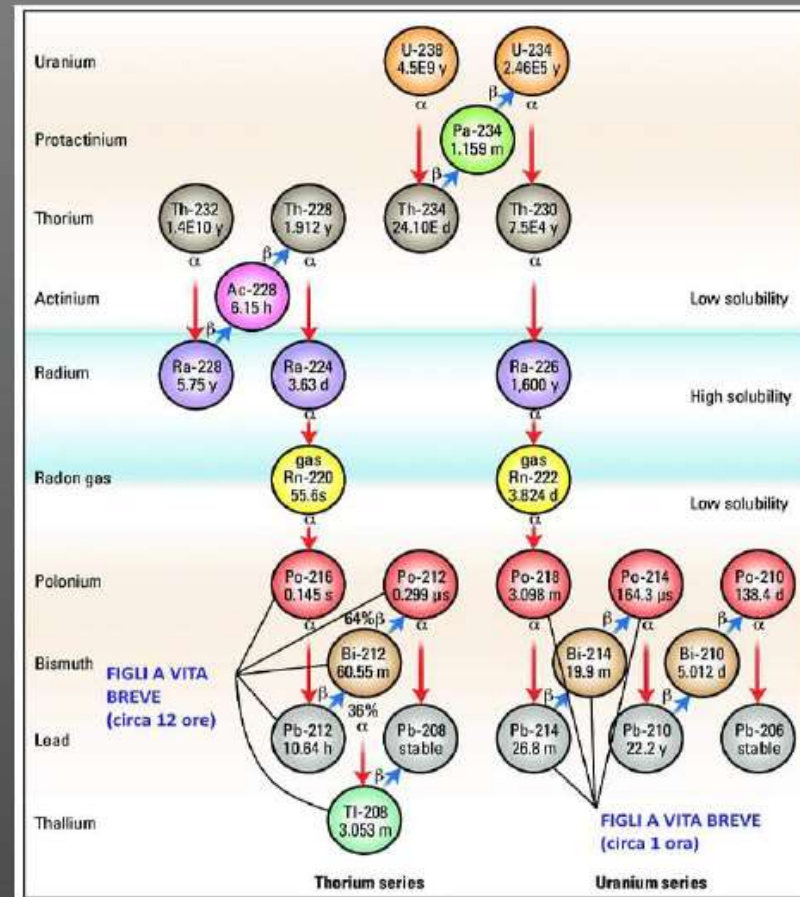 Uranium
U-238
4.5E9 y
U-234
2.46E5 y
α
β
α
Protactinium
Pa-234
1.159 m
β
Thorium
Th-232
1.4E10 y
Th-228
1.912 y
Th-234
24.10E d
Th-230
7.5E4 y
α
β
α
α
Actinium
Ac-228
6.15 h
Low solubility
β
Radium
Ra-228
5.75 y
Ra-224
3.63 d
Ra-226
1,600 y
High solubility
α
α
Radon gas
gas
Rn-220
55.6s
gas
Rn-222
3.824 d
Low solubility
α
α
Polonium
Po-216
0.145 s
Po-212
0.299 µs
Po-218
3.098 m
Po-214
164.3 µs
Po-210
138.4 d
α
64%β
α
α
β
α
β
α
Bismuth
Bi-212
60.55 m
Bi-214
19.9 m
Bi-210
5.012 d
FIGLI A VITA
BREVE
(circa 12 ore)
β
36%
α
β
β
Lead
Pb-212
10.64 h
Pb-208
stable
Pb-214
26.8 m
Pb-210
22.2 y
Pb-206
stable
β
Thallium
Tl-208
3.053 m
FIGLI A VITA BREVE
(circa 1 ora)
Thorium series
Uranium series